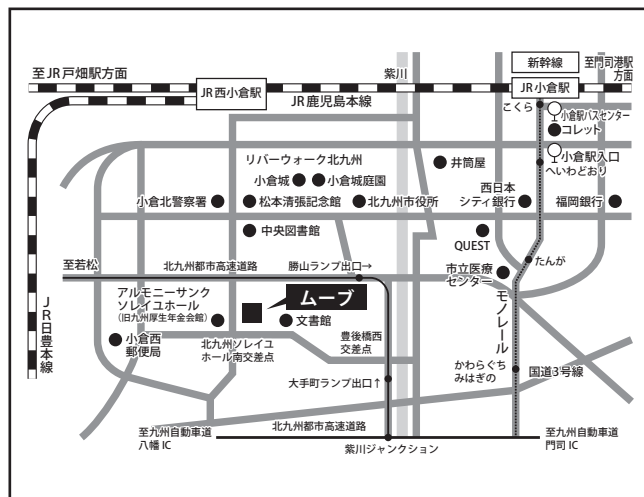 新幹線
至門司港駅
方面
至JR戸畑駅方面
紫川
JR西小倉駅
JR小倉駅
JR鹿児島本線
こくら
小倉駅バスセンター
コレット
リバーウォーク北九州
井筒屋
小倉駅入口
へいわどおり
小倉城
小倉城庭園
小倉北警察署
松本清張記念館
北九州市役所
西日本
シティ銀行
福岡銀行
中央図書館
QUEST
至若松
北九州都市高速道路
勝山ランプ出口→
市立医療
センター
たんが
JR日豊本線
アルモニーサンク
ソレイユホール
(旧九州厚生年金会館)
ムーブ
文書館
モノレール
小倉西
郵便局
北九州ソレイユ
ホール南交差点
豊後橋西
交差点
大手町ランプ出口↑
かわらぐち
みはぎの
国道3号線
至九州自動車道
八幡IC
北九州都市高速道路
紫川ジャンクション
至九州自動車道
門司IC